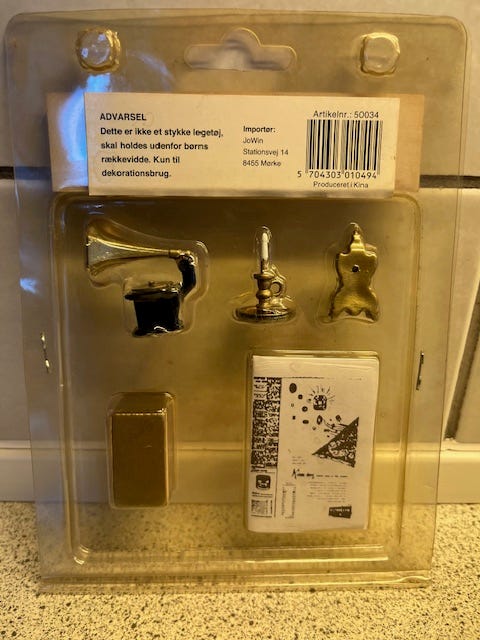 ADVARSEL
Dette er ikke et stykke legetøj,
skal holdes udenfor børns
rækkevidde. Kun til
dekorationsbrug.
Importør:
JoWin
Stationsvej 14
8455 Mørke
Artikelnr.: 50034
5 704303 010494
Produceret i Kina